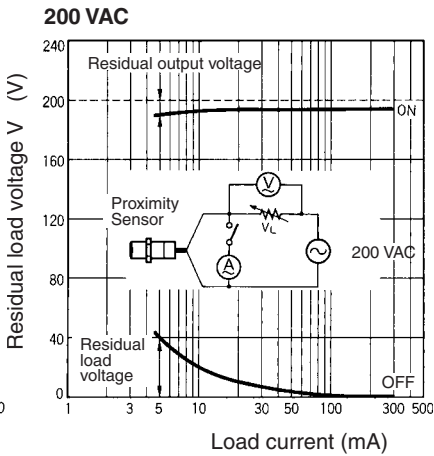 200 VAC
Residual load voltage V (V)
240
200
160
120
80
40
0
Residual output voltage
ON
Proximity
Sensor
V
VL
A
200 VAC
Residual
load
voltage
OFF
0
1 3 5 10 30 50 100 300 500
Load current (mA)